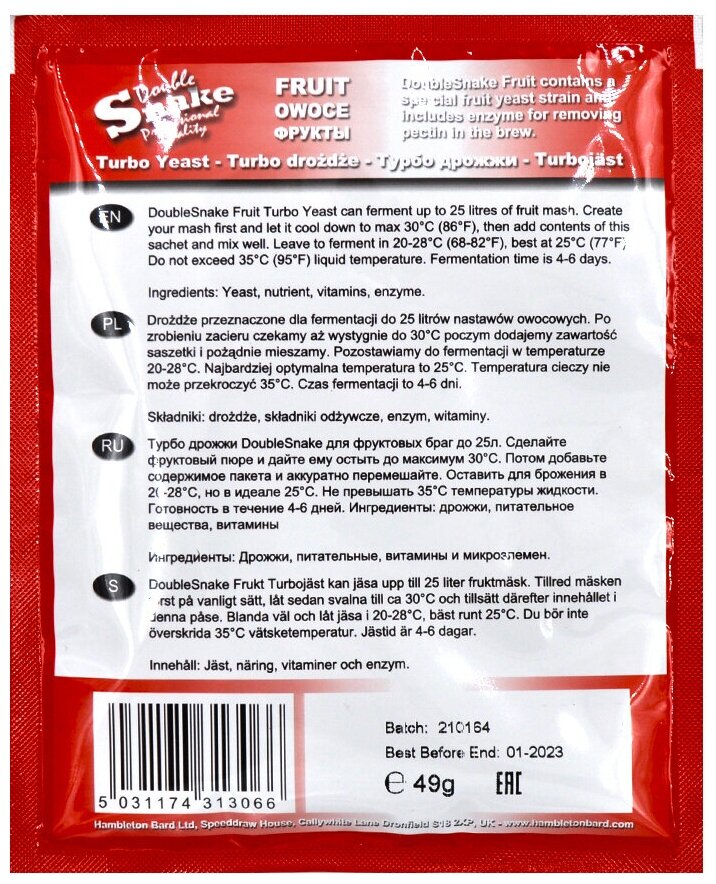 Double
Snake
Professional
Quality
FRUIT
OWOCE
ФРУКТЫ
DoubleSnake Fruit contains a
special fruit yeast strain and
includes enzyme for removing
pectin in the brew.
Turbo Yeast - Turbo drożdże - Турбо дрожжи - Turbojäst
EN
DoubleSnake Fruit Turbo Yeast can ferment up to 25 litres of fruit mash. Create
your mash first and let it cool down to max 30°C (86°F), then add contents of this
sachet and mix well. Leave to ferment in 20-28°C (68-82°F), best at 25°C (77°F)
Do not exceed 35°C (95°F) liquid temperature. Fermentation time is 4-6 days.
Ingredients: Yeast, nutrient, vitamins, enzyme.
PL
Drożdże przeznaczone dla fermentacji do 25 litrów nastawów owocowych. Po
zrobieniu zacieru czekamy aż wystygnie do 30°C poczym dodajemy zawartość
saszetki i pożądnie mieszamy. Pozostawiamy do fermentacji w temperaturze
20-28°C. Najbardziej optymalna temperatura to 25°C. Temperatura cieczy nie
może przekroczyć 35°C. Czas fermentacji to 4-6 dni.
Składniki: drożdże, składniki odżywcze, enzym, witaminy.
RU
Турбо дрожжи DoubleSnake для фруктовых браг до 25л. Сделайте
фруктовый пюре и дайте ему остыть до максимум 30°C. Потом добавьте
содержимое пакета и аккуратно перемешайте. Оставить для брожения в
20-28°C, но в идеале 25°C. Не превышать 35°C температуры жидкости.
Готовность в течение 4-6 дней. Ингредиенты: дрожжи, питательное
вещества, витамины
Ингредиенты: Дрожжи, питательные, витамины и микроэлемен.
S
DoubleSnake Frukt Turbojäst kan jäsa upp till 25 liter fruktmäsk. Tillred mäsken
först på vanligt sätt, låt sedan svalna till ca 30°C och tillsätt därefter innehållet i
denna påse. Blanda väl och låt jäsa i 20-28°C, bäst runt 25°C. Du bör inte
överskrida 35°C vätsketemperatur. Jästid är 4-6 dagar.
Innehåll: Jäst, näring, vitaminer och enzym.
Batch: 210164
Best Before End: 01-2023
℮ 49g EAC
5 031174 313066
Hambleton Bard Ltd, Speeddraw House, Callywhite Lane Dronfield S18 2XP, UK - www.hambletonbard.com